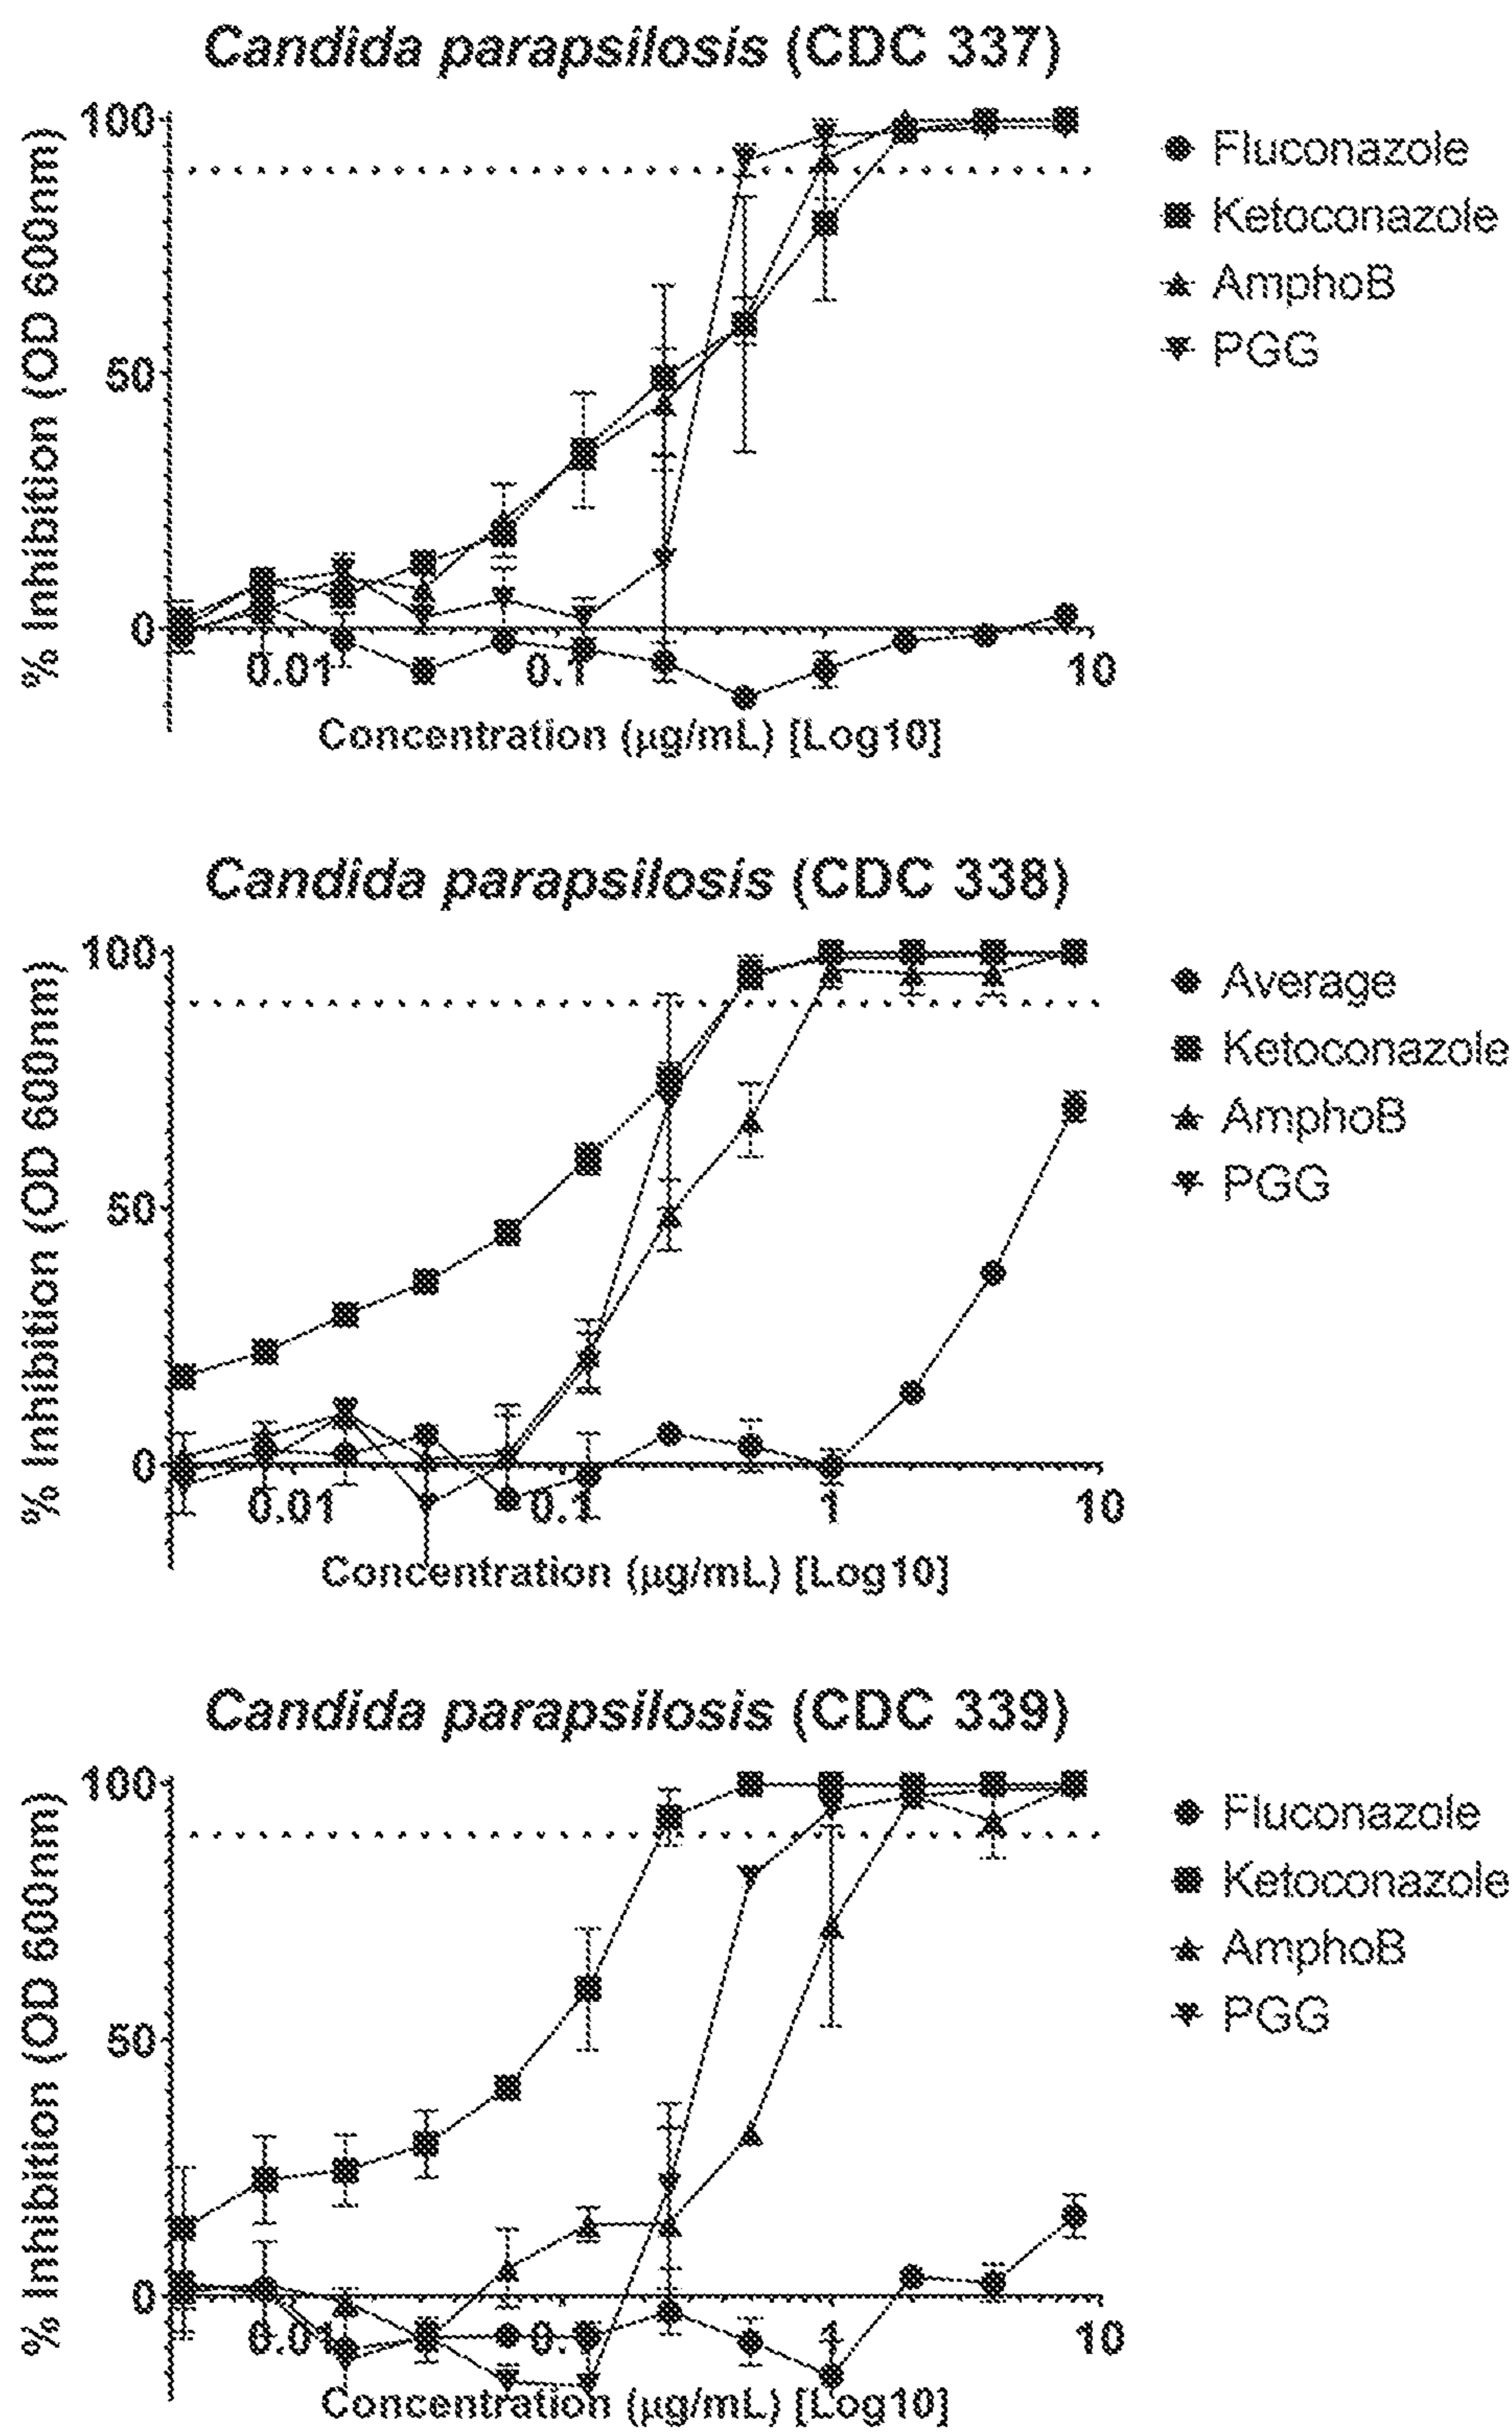 Candida parapsilosis (CDC 337)
% Inhibition (OD 600nm)
100
50
0
0.01
0.1
10
Concentration (µg/mL) [Log10]
Fluconazole
Ketoconazole
AmphoB
PGG
Candida parapsilosis (CDC 338)
% Inhibition (OD 600nm)
100
50
0
0.01
0.1
1
10
Concentration (µg/mL) [Log10]
Average
Ketoconazole
AmphoB
PGG
Candida parapsilosis (CDC 339)
% Inhibition (OD 600nm)
100
50
0
0.01
1
10
Concentration (µg/mL) [Log10]
Fluconazole
Ketoconazole
AmphoB
PGG